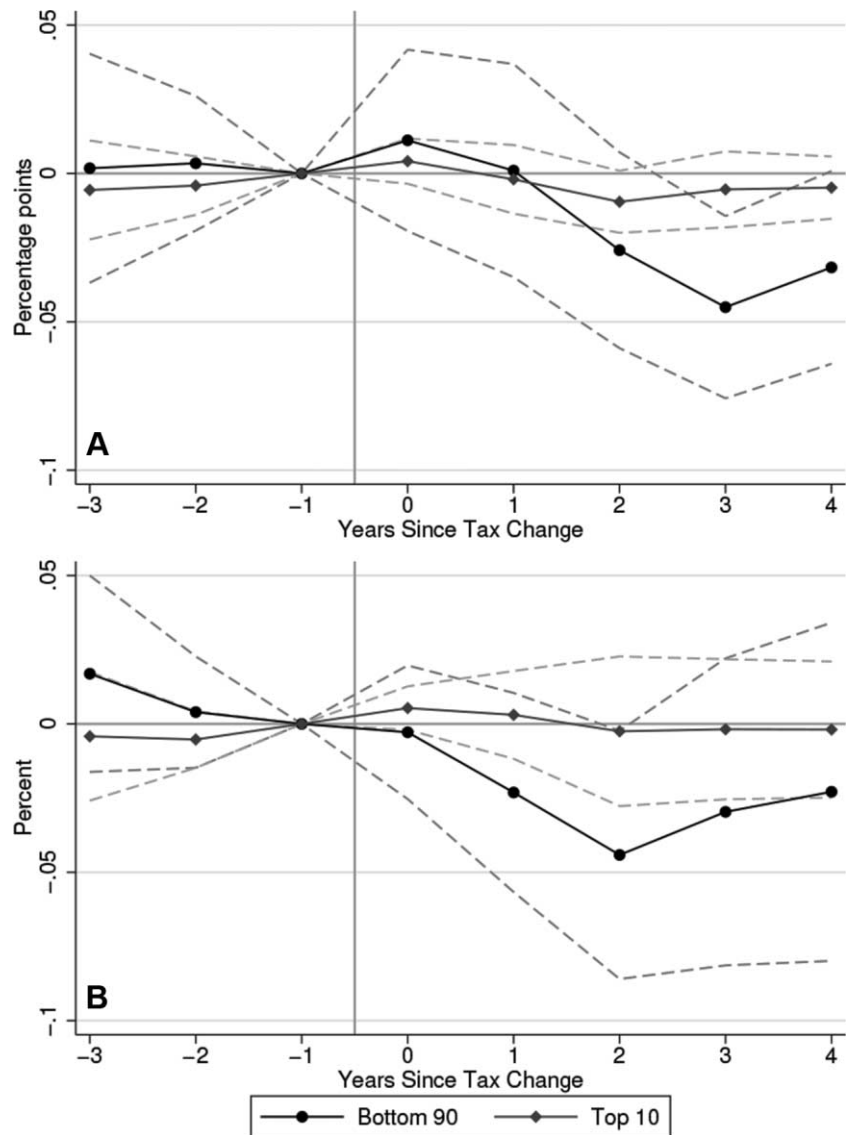 .05
0
-.05
-.1
Percentage points
A
-3 -2 -1 0 1 2 3 4
Years Since Tax Change
.05
0
-.05
-.1
Percent
B
-3 -2 -1 0 1 2 3 4
Years Since Tax Change
Bottom 90 Top 10